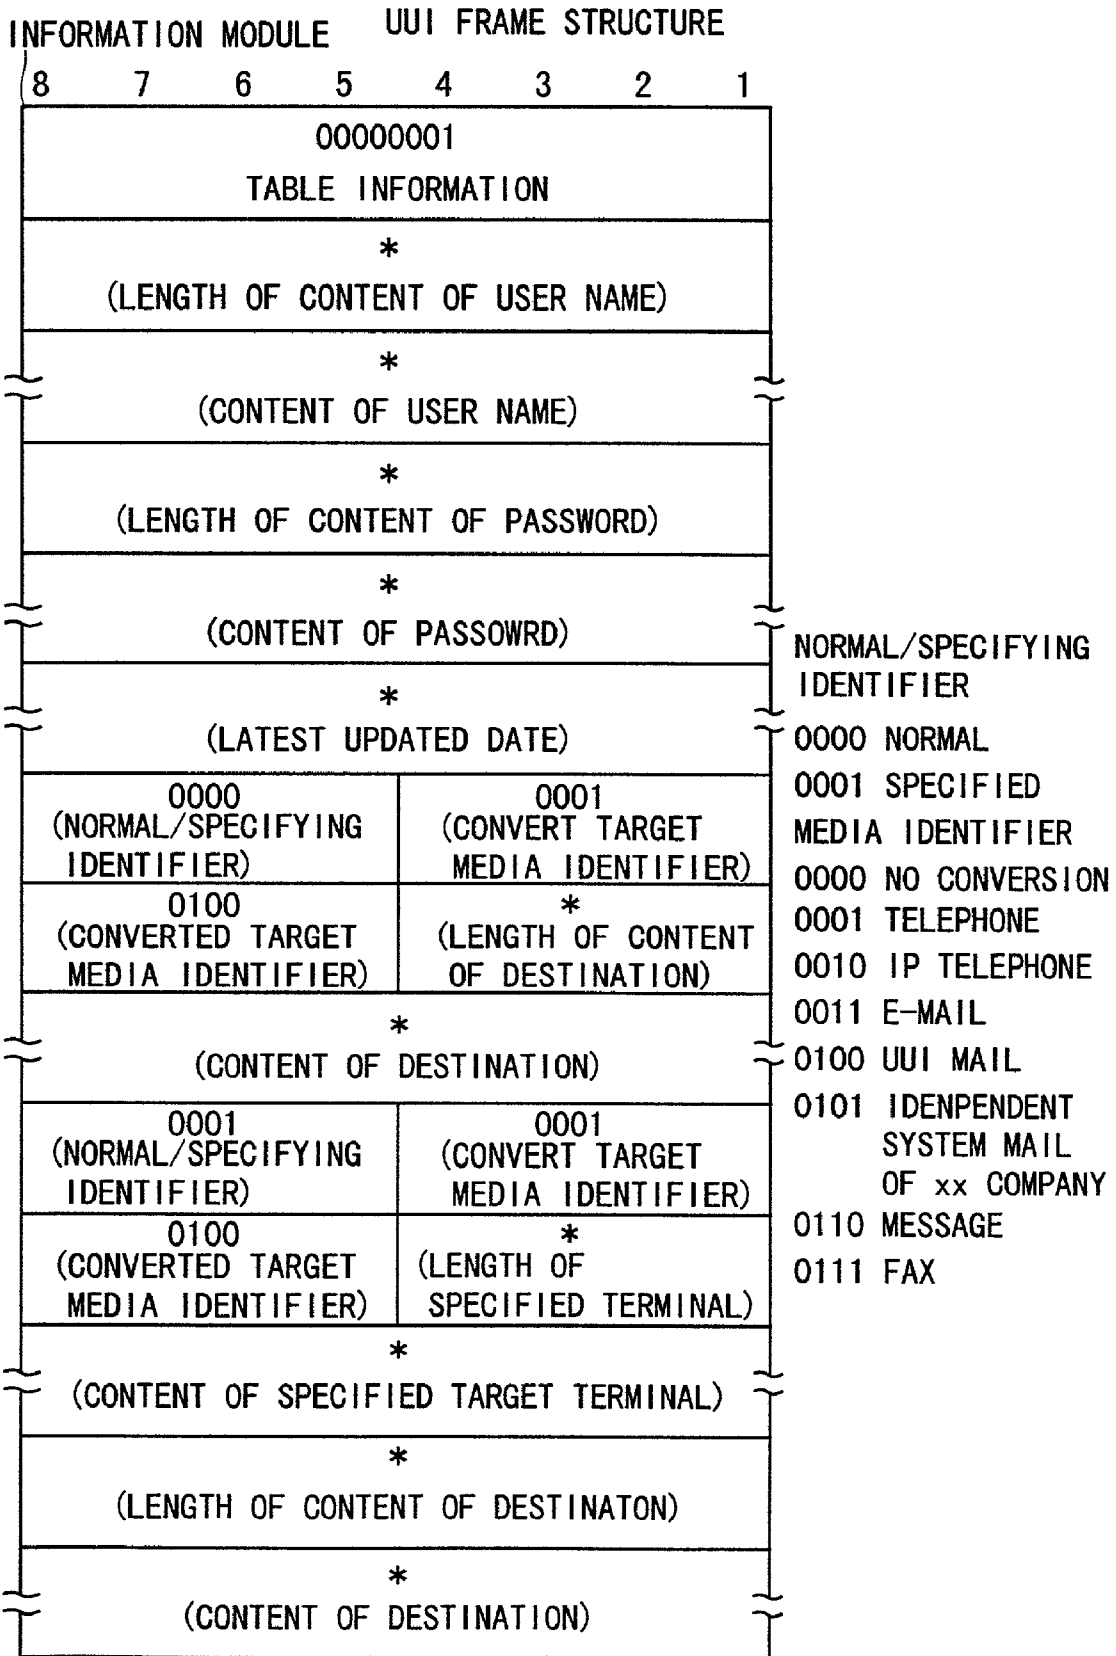 UUI FRAME STRUCTURE
INFORMATION MODULE
8 7 6 5 4 3 2 1
00000001
TABLE INFORMATION
*
(LENGTH OF CONTENT OF USER NAME)
*
(CONTENT OF USER NAME)
*
(LENGTH OF CONTENT OF PASSWORD)
*
(CONTENT OF PASSOWRD)
*
(LATEST UPDATED DATE)
0000
(NORMAL/SPECIFYING
IDENTIFIER)
0001
(CONVERT TARGET
MEDIA IDENTIFIER)
0100
(CONVERTED TARGET
MEDIA IDENTIFIER)
*
(LENGTH OF CONTENT
OF DESTINATION)
*
(CONTENT OF DESTINATION)
0001
(NORMAL/SPECIFYING
IDENTIFIER)
0001
(CONVERT TARGET
MEDIA IDENTIFIER)
0100
(CONVERTED TARGET
MEDIA IDENTIFIER)
*
(LENGTH OF
SPECIFIED TERMINAL)
*
(CONTENT OF SPECIFIED TARGET TERMINAL)
*
(LENGTH OF CONTENT OF DESTINATON)
*
(CONTENT OF DESTINATION)
NORMAL/SPECIFYING
IDENTIFIER
0000 NORMAL
0001 SPECIFIED
MEDIA IDENTIFIER
0000 NO CONVERSION
0001 TELEPHONE
0010 IP TELEPHONE
0011 E-MAIL
0100 UUI MAIL
0101 IDENPENDENT
SYSTEM MAIL
OF xx COMPANY
0110 MESSAGE
0111 FAX